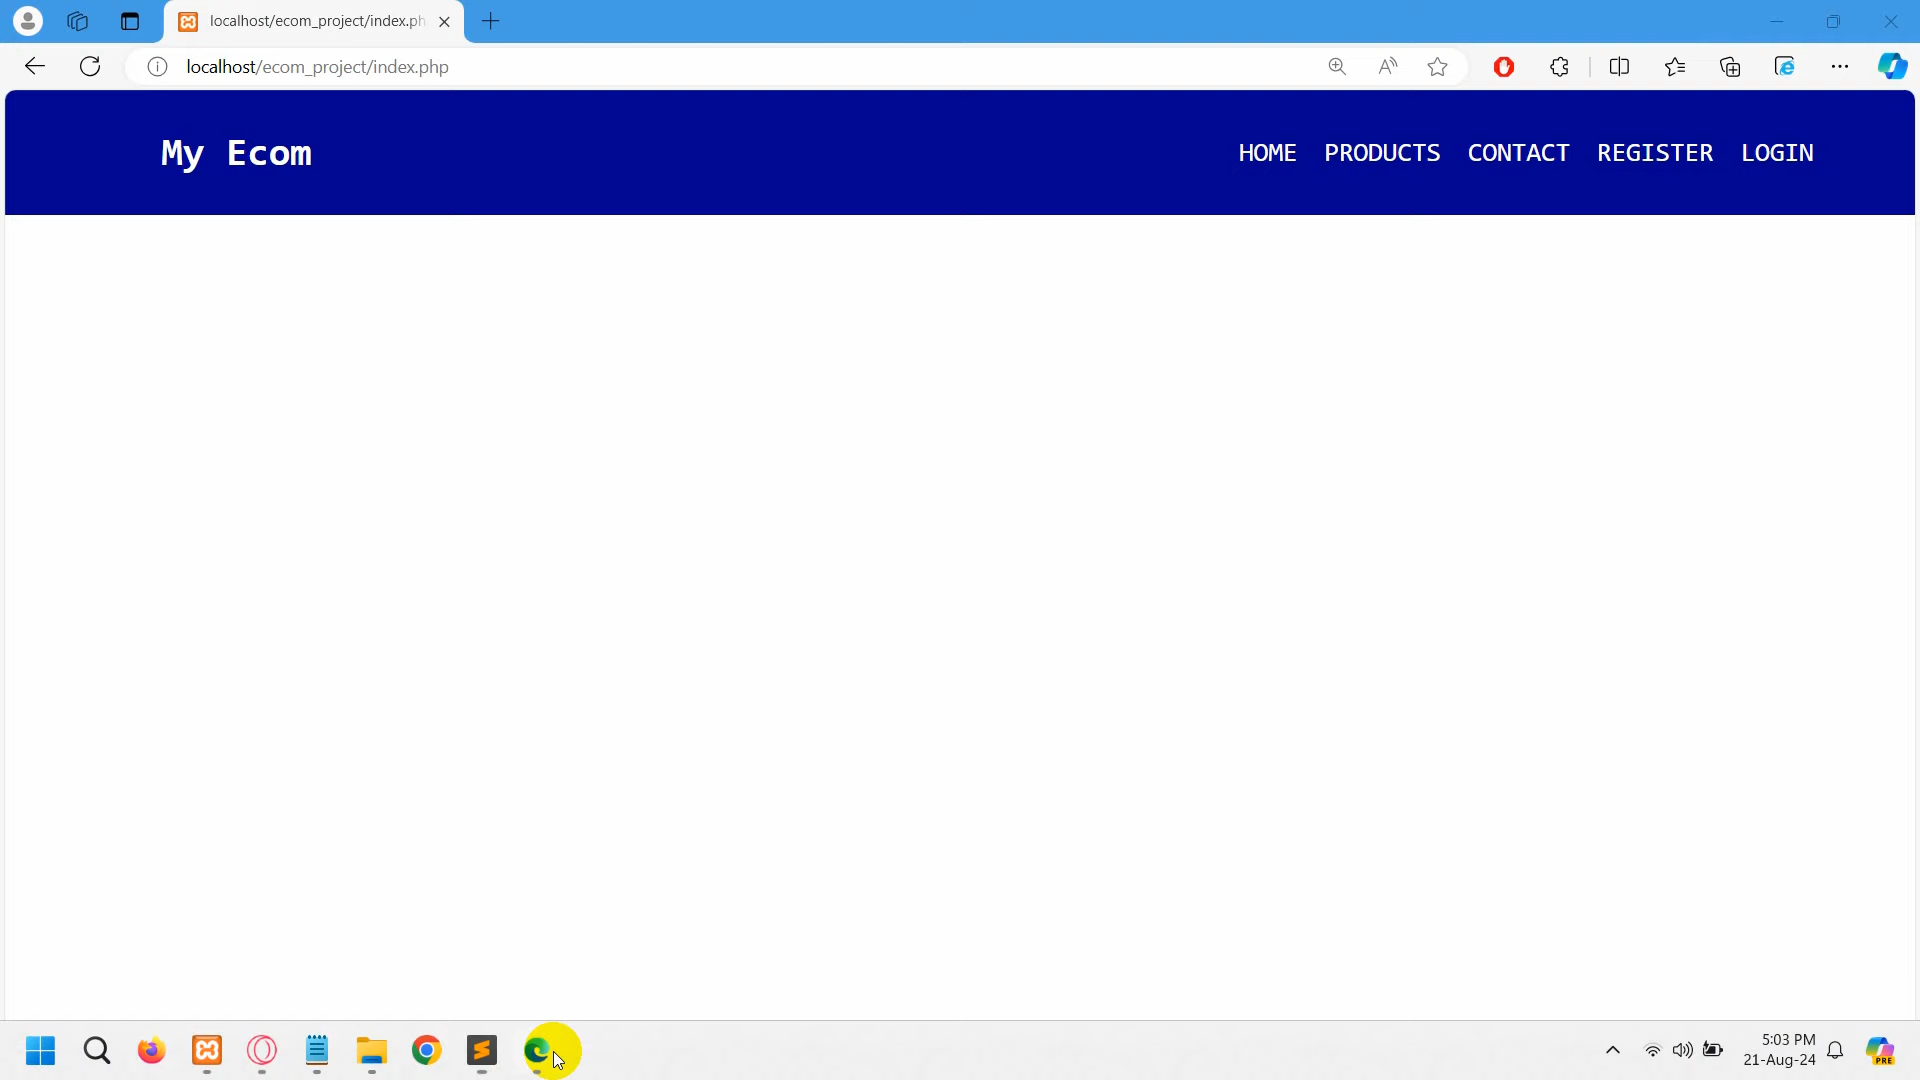 localhost/ecom_project/index.ph
localhost/ecom_project/index.php
My Ecom
HOME PRODUCTS CONTACT REGISTER LOGIN
5:03 PM
21-Aug-24
PRE